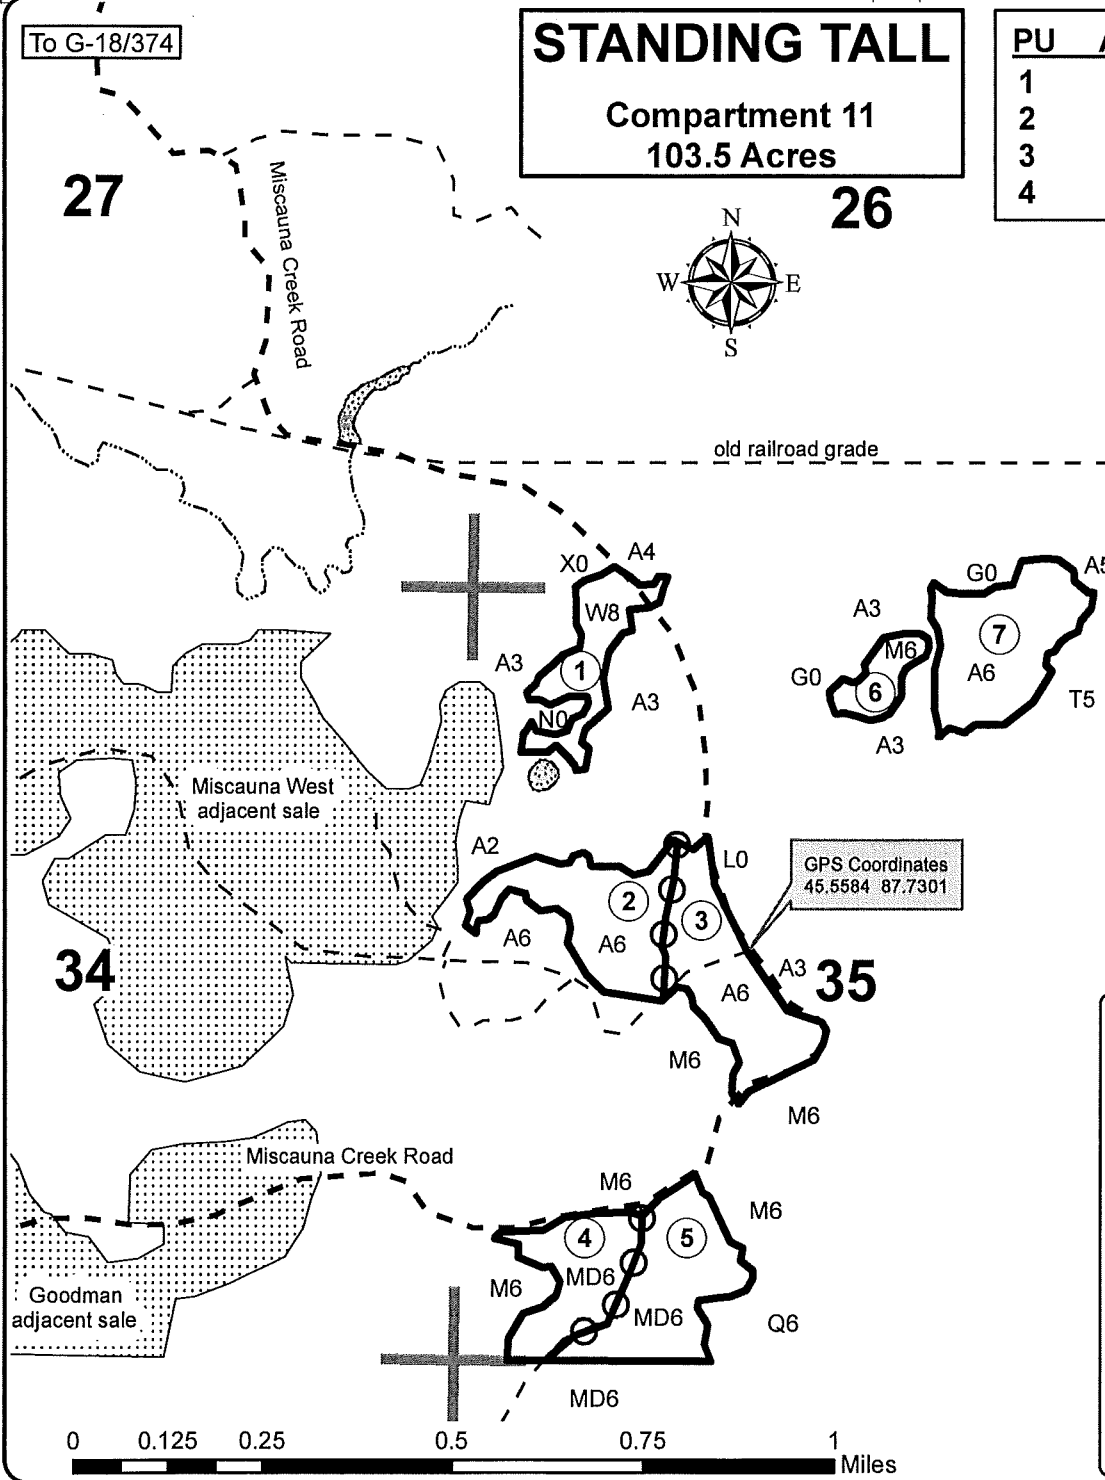 To G-18/374
STANDING TALL
Compartment 11
103.5 Acres
PU
1
2
3
4
27
26
Miscauna Creek Road
N
W
E
S
old railroad grade
X0
A4
W8
A3
1
N0
A3
G0
A5
A3
7
M6
A6
G0
6
T5
A3
Miscauna West
adjacent sale
A2
L0
GPS Coordinates
45.5584 87.7301
2
3
A6
A6
34
A3
35
A6
M6
M6
Miscauna Creek Road
M6
M6
4
5
MD6
M6
MD6
Goodman
adjacent sale
Q6
MD6
0
0.125
0.25
0.5
0.75
1
Miles